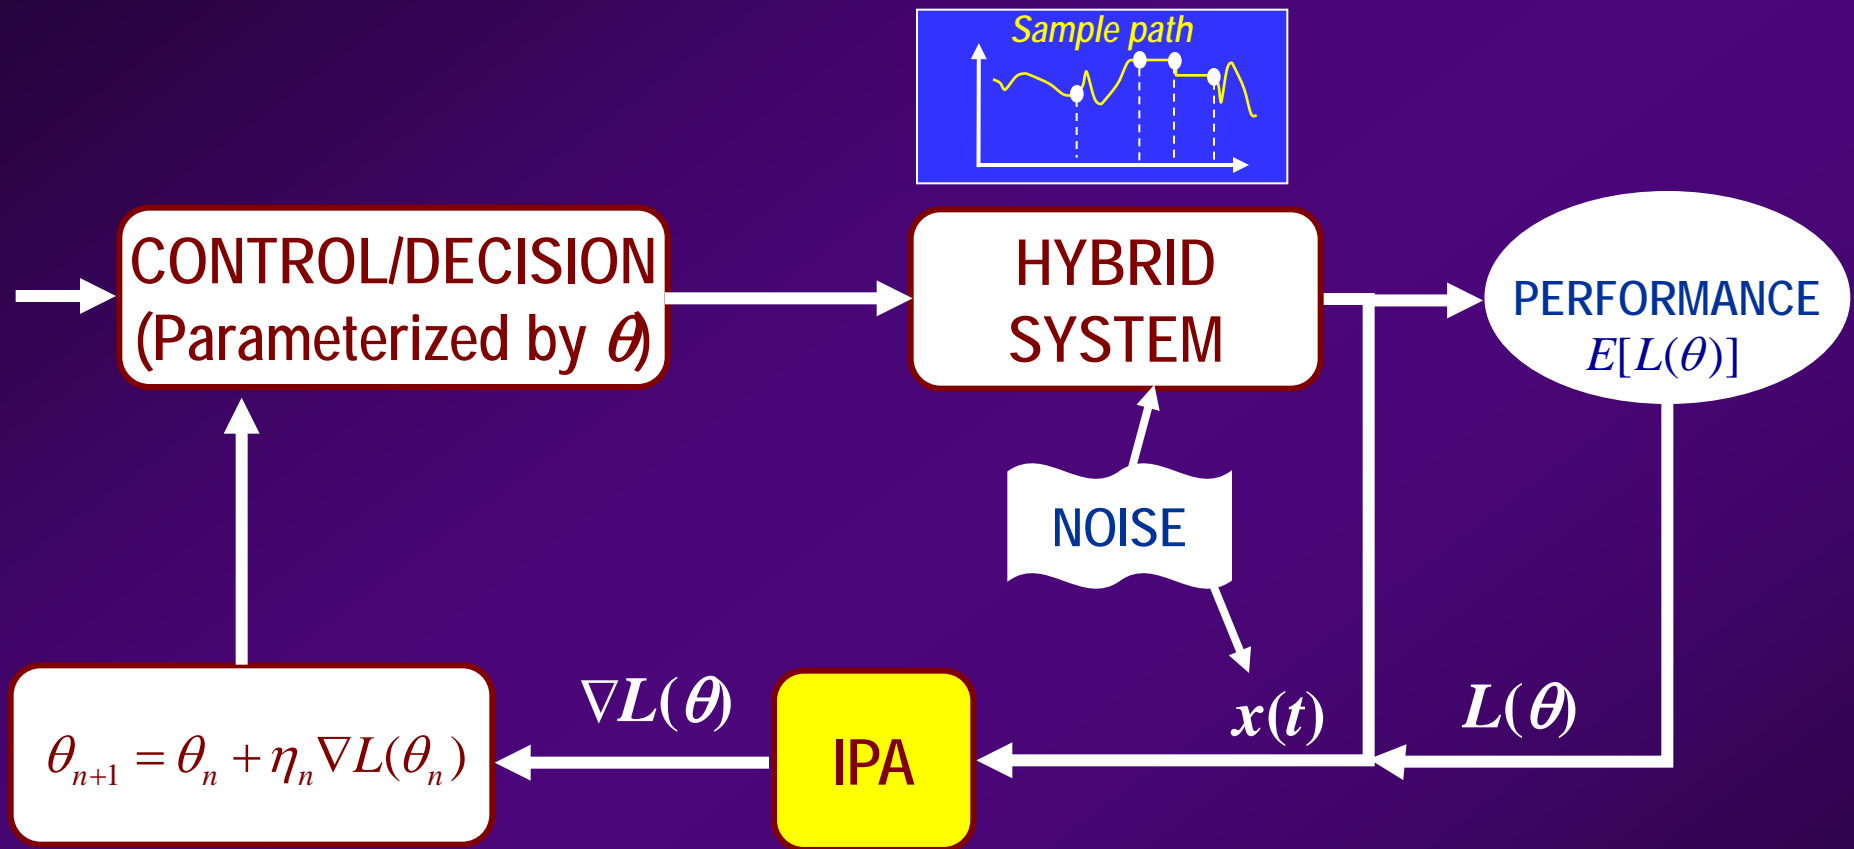 Sample path
CONTROL/DECISION
(Parameterized by θ)
HYBRID
SYSTEM
PERFORMANCE
E[L(θ)]
NOISE
∇L(θ)
x(t)
L(θ)
θₙ₊₁ = θₙ + ηₙ∇L(θₙ)
IPA